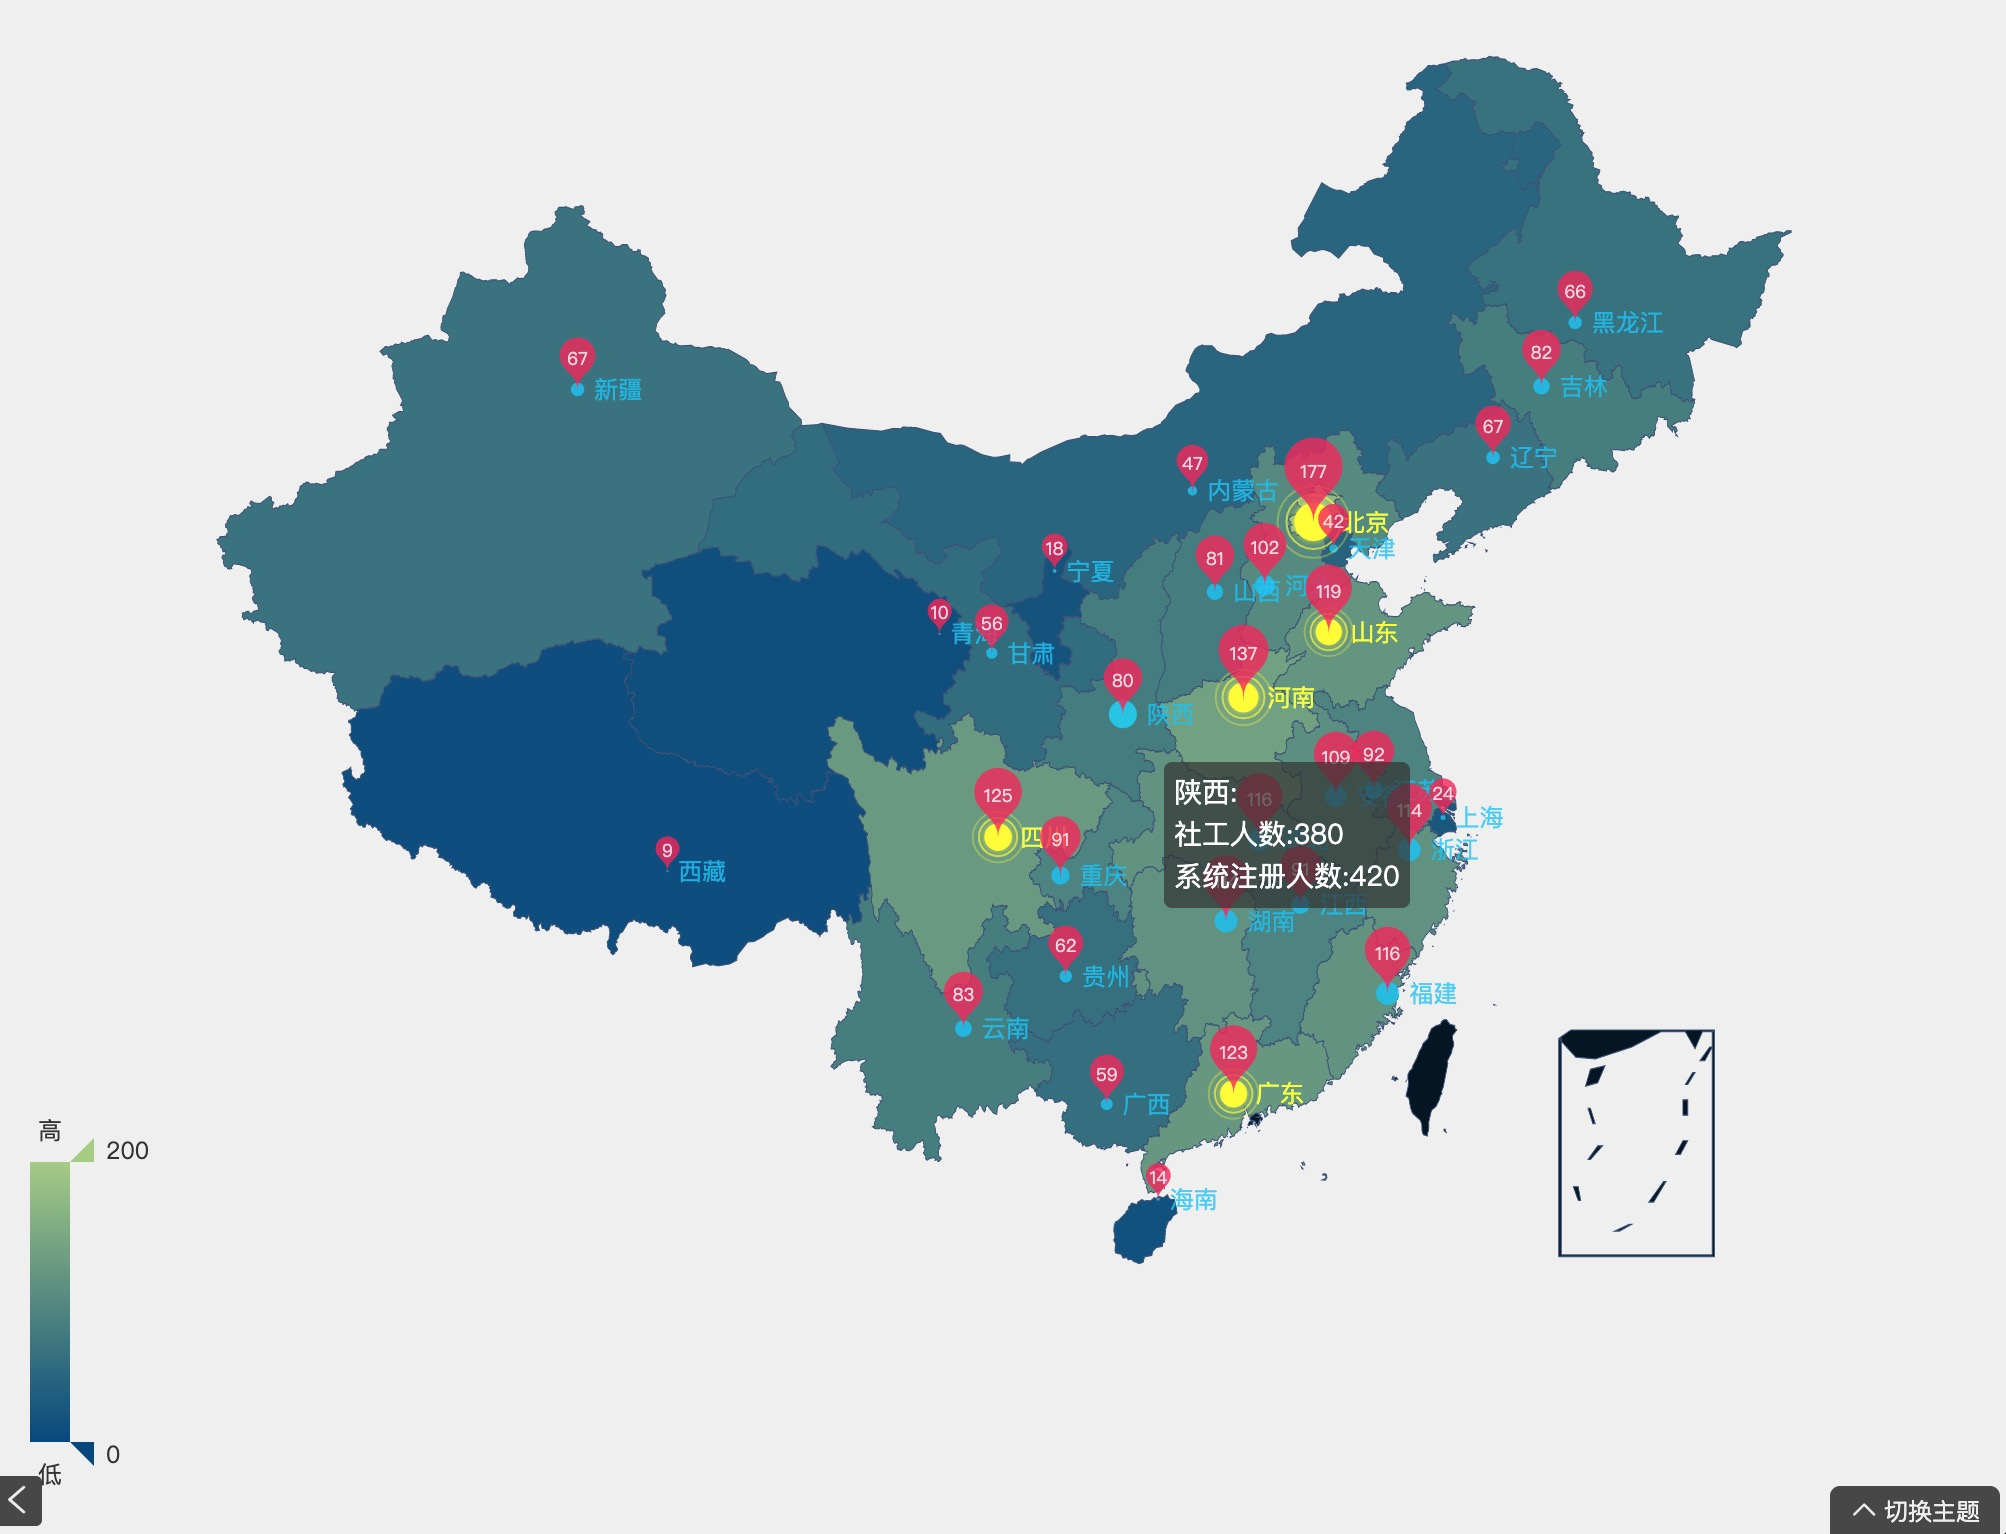 66
黑龙江
82
吉林
67
新疆
67
辽宁
47
内蒙古
177
北京
42
天津
18
宁夏
81
山西
102
河
119
山东
10
青海
56
甘肃
137
河南
80
陕西
109
92
陕西:
社工人数:380
系统注册人数:420
116
114
24
上海
浙江
125
四川
91
重庆
9
西藏
91
江西
湖南
62
贵州
116
福建
83
云南
59
广西
123
广东
14
海南
高
200
0
低
切换主题